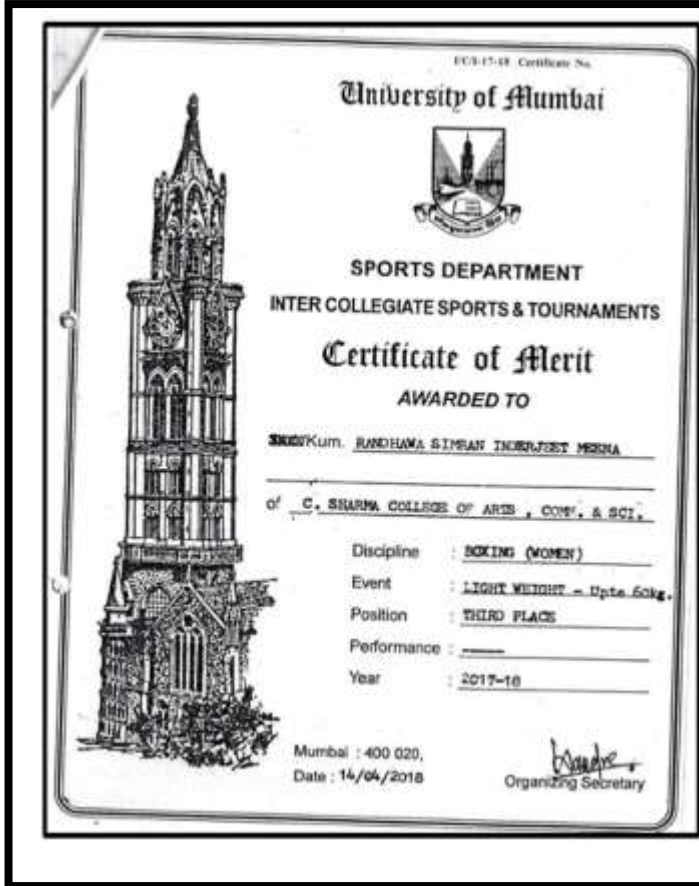 I/C/S-17-18 Certificate No.
University of Mumbai
SPORTS DEPARTMENT
INTER COLLEGIATE SPORTS & TOURNAMENTS
Certificate of Merit
AWARDED TO
Kum. RANDHAWA SIMRAN INDERJEET MEENA
of C. SHARMA COLLEGE OF ARTS , COMM. & SCI.
Discipline : BOXING (WOMEN)
Event : LIGHT WEIGHT - Upto 60kg.
Position : THIRD PLACE
Performance : -----
Year : 2017-18
Mumbai : 400 020,
Date : 14/04/2018
Organizing Secretary